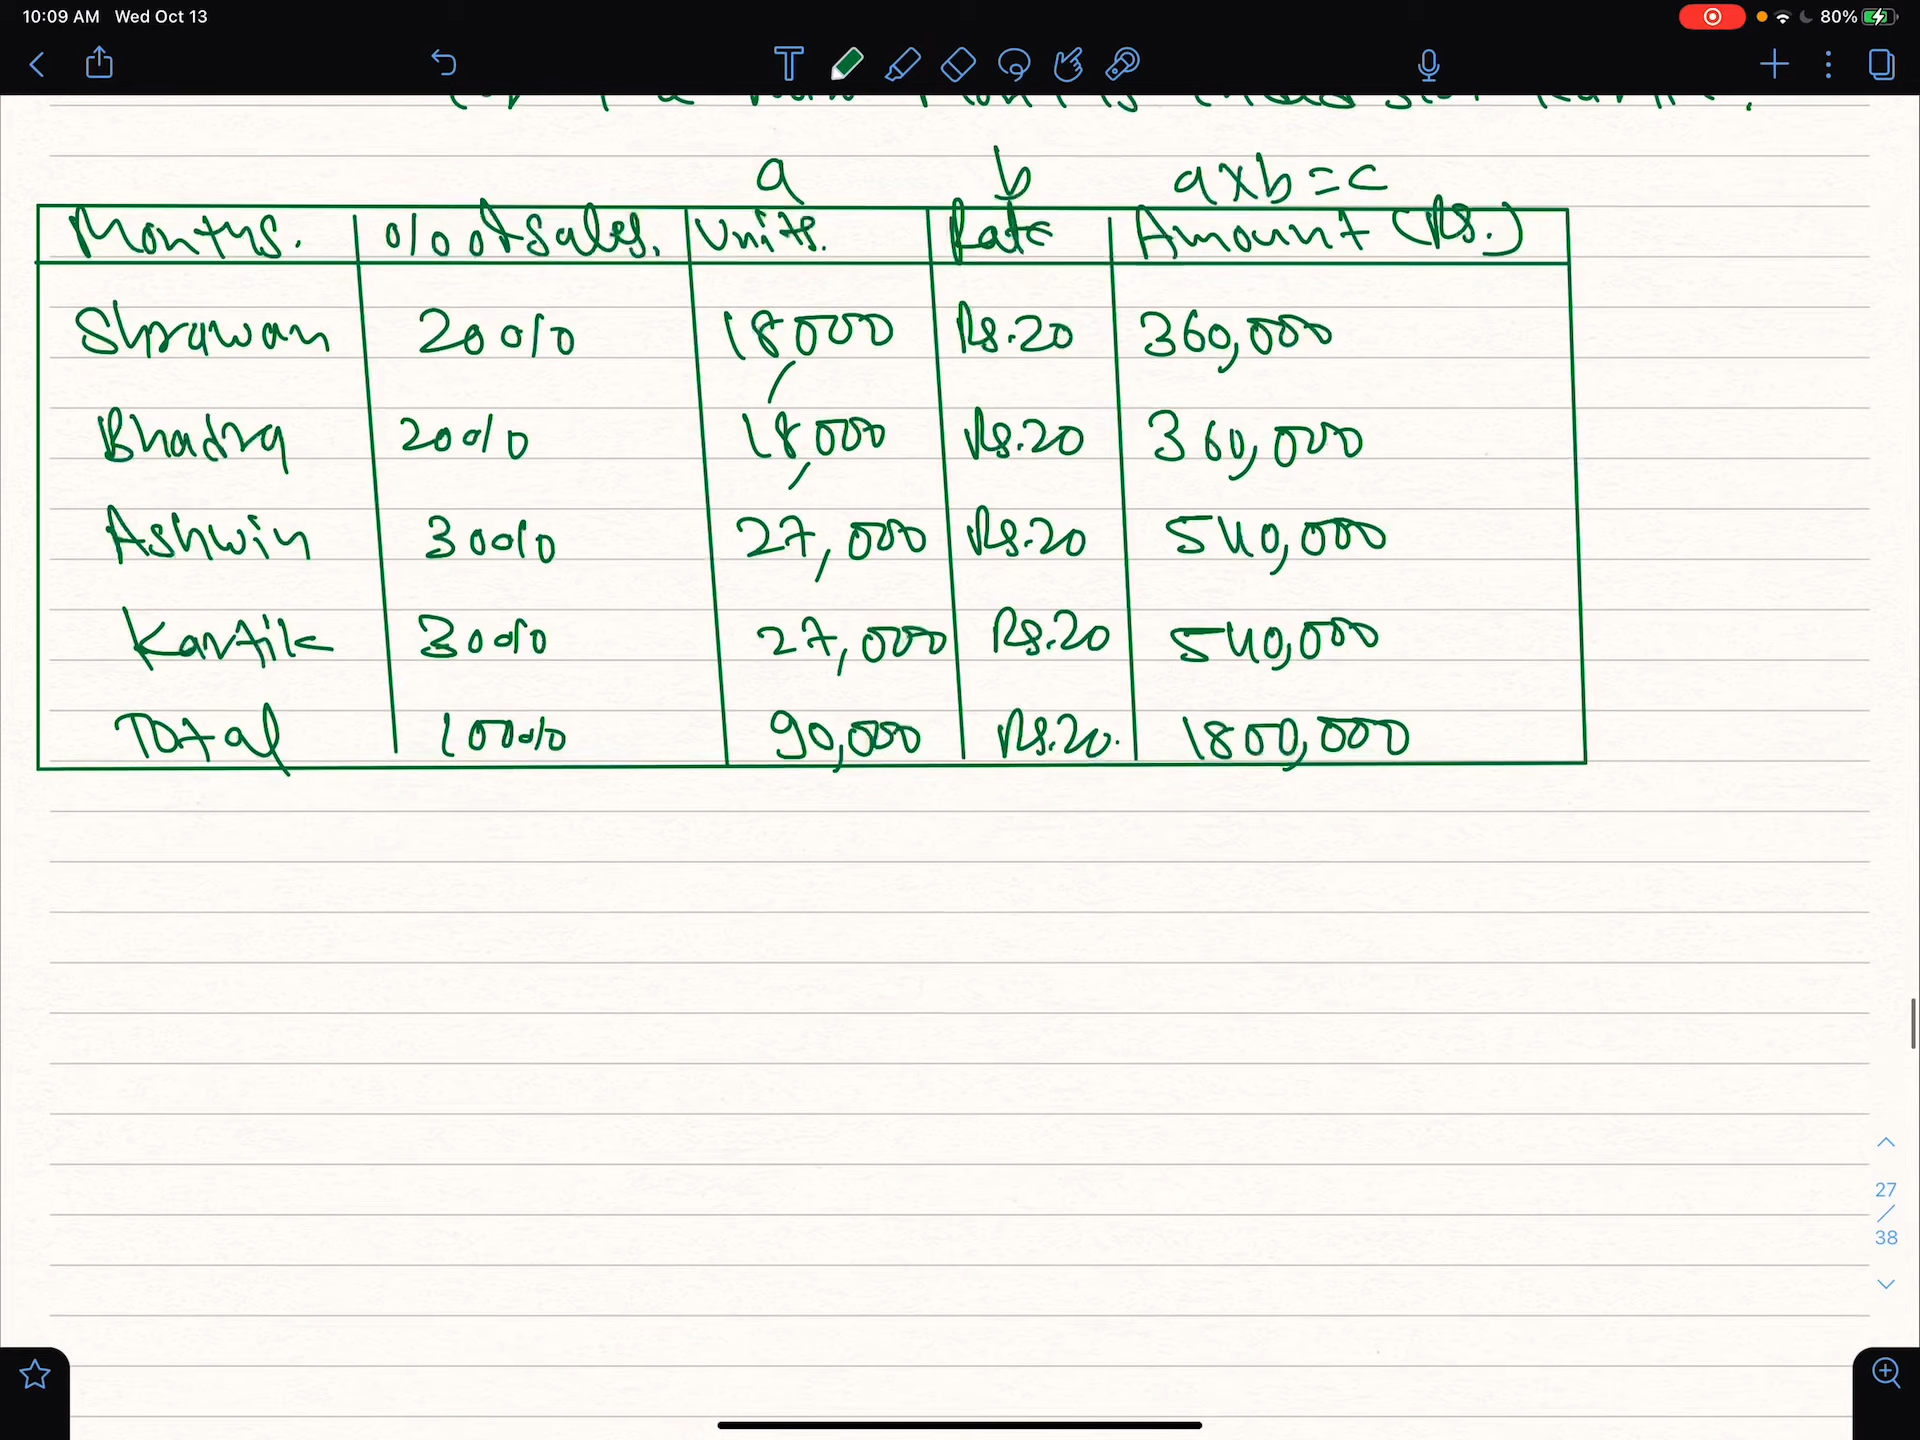 10:09 AM Wed Oct 13
80%
a b a×b=c
Months. % of sales. Units. Rate Amount (Rs.)
Shrawan 20% 18,000 Rs.20 360,000
Bhadra 20% 18,000 Rs.20 360,000
Ashwin 30% 27,000 Rs.20 540,000
Kartik 30% 27,000 Rs.20 540,000
Total 100% 90,000 Rs.20. 1800,000
27
/
38